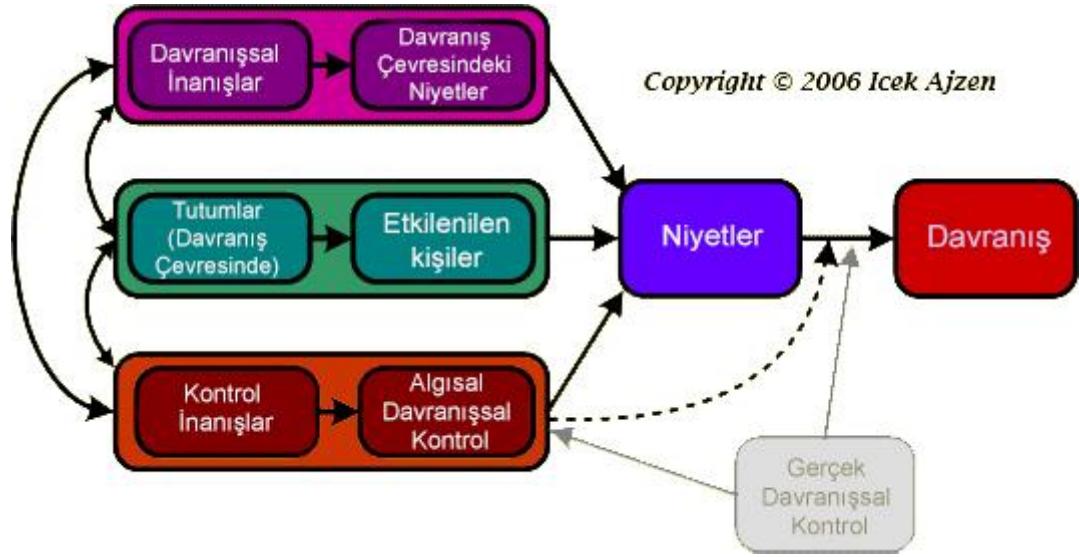 Davranışsal
İnanışlar
Davranış
Çevresindeki
Niyetler
Copyright © 2006 Icek Ajzen
Tutumlar
(Davranış
Çevresinde)
Etkilenilen
kişiler
Niyetler
Davranış
Kontrol
İnanışlar
Algısal
Davranışsal
Kontrol
Gerçek
Davranışsal
Kontrol